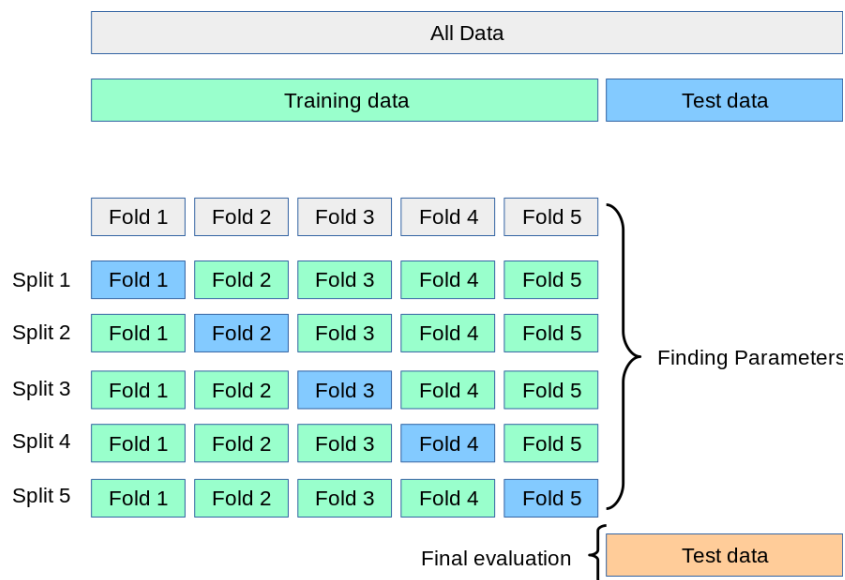 All Data
Training data Test data
Fold 1 Fold 2 Fold 3 Fold 4 Fold 5
Split 1 Fold 1 Fold 2 Fold 3 Fold 4 Fold 5
Split 2 Fold 1 Fold 2 Fold 3 Fold 4 Fold 5
Finding Parameters
Split 3 Fold 1 Fold 2 Fold 3 Fold 4 Fold 5
Split 4 Fold 1 Fold 2 Fold 3 Fold 4 Fold 5
Split 5 Fold 1 Fold 2 Fold 3 Fold 4 Fold 5
Final evaluation Test data